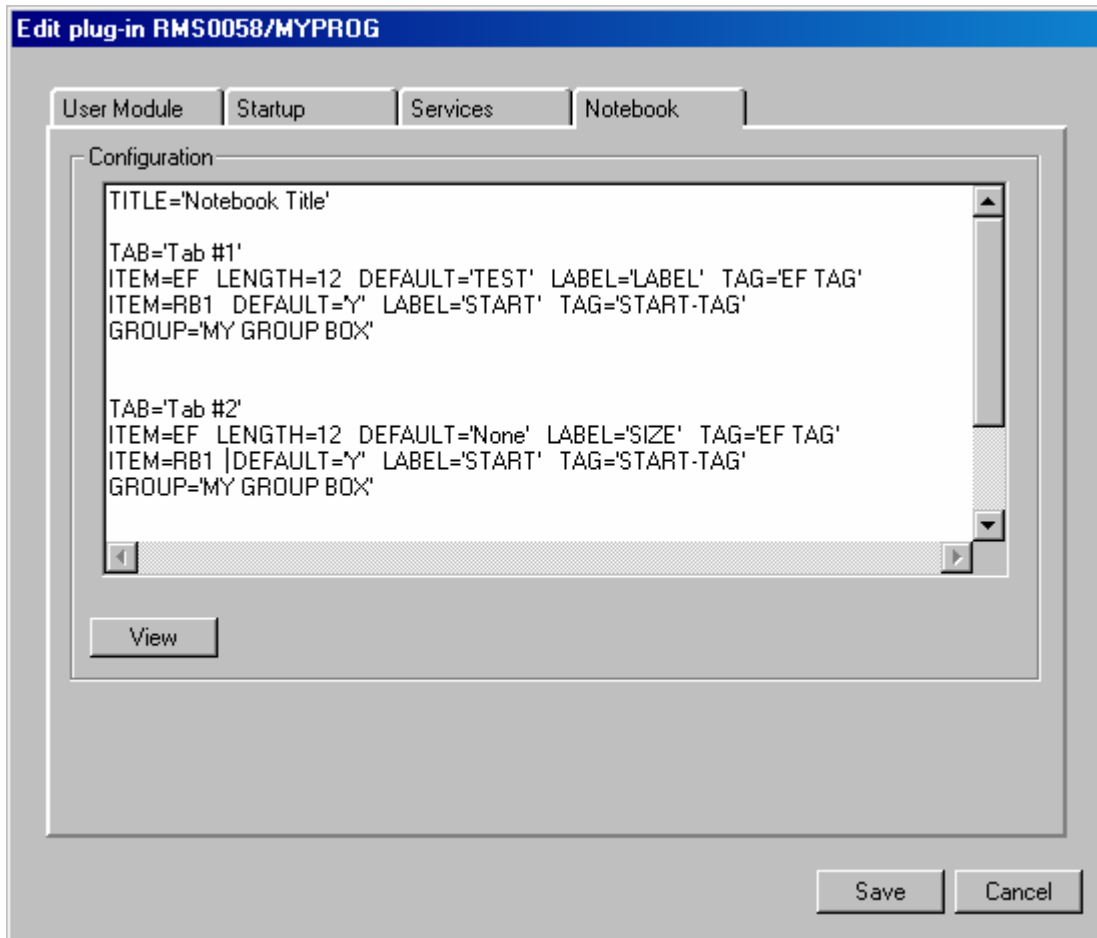 Edit plug-in RMS0058/MYPROG
User Module Startup Services Notebook
Configuration
TITLE='Notebook Title'
TAB='Tab #1'
ITEM=EF LENGTH=12 DEFAULT='TEST' LABEL='LABEL' TAG='EF TAG'
ITEM=RB1 DEFAULT='Y' LABEL='START' TAG='START-TAG'
GROUP='MY GROUP BOX'
TAB='Tab #2'
ITEM=EF LENGTH=12 DEFAULT='None' LABEL='SIZE' TAG='EF TAG'
ITEM=RB1 DEFAULT='Y' LABEL='START' TAG='START-TAG'
GROUP='MY GROUP BOX'
View
Save Cancel